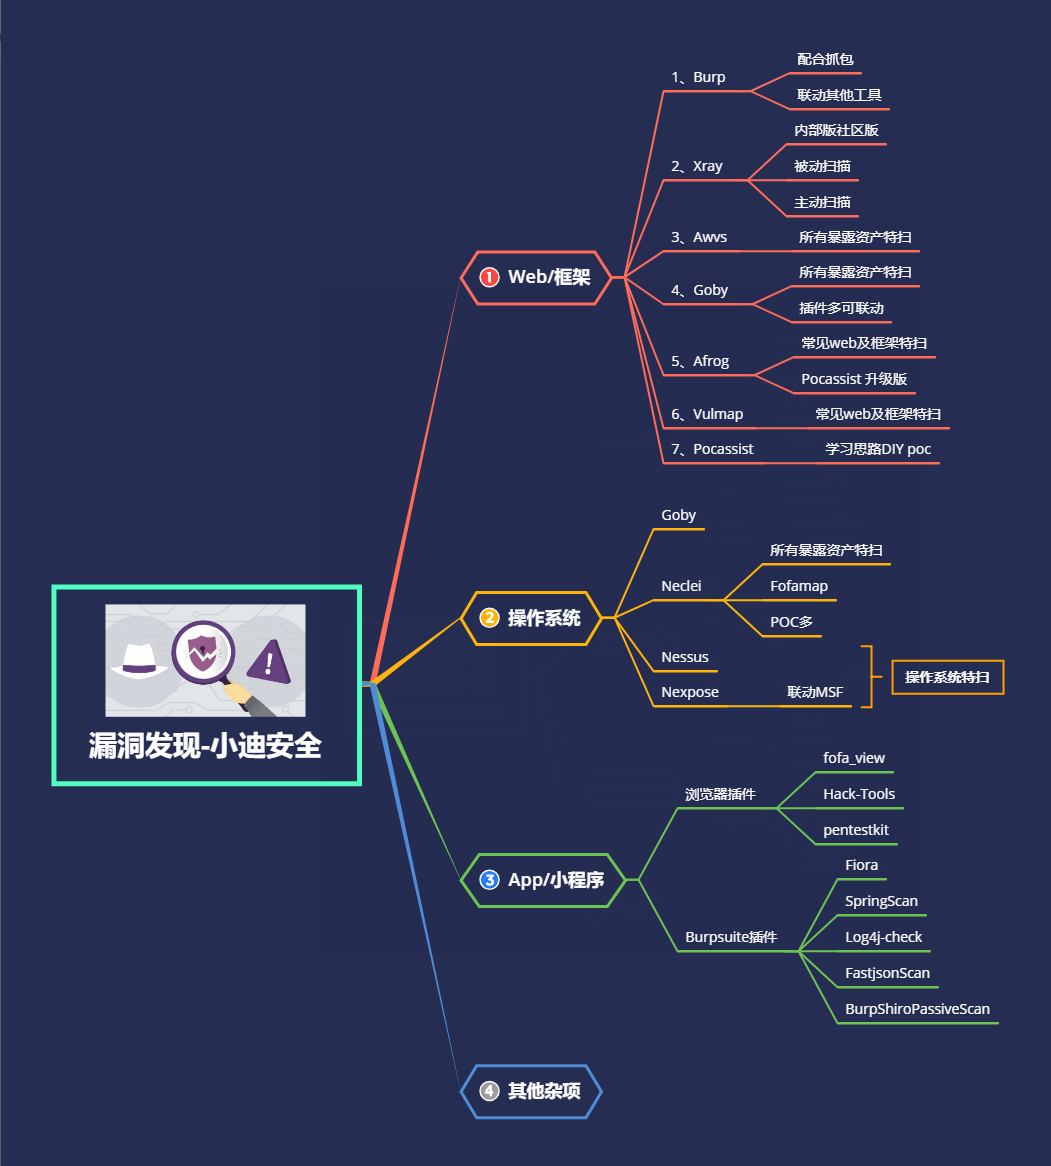 漏洞发现-小迪安全
1 Web/框架
1、Burp
配合抓包
联动其他工具
2、Xray
内部版社区版
被动扫描
主动扫描
3、Awvs
所有暴露资产特扫
4、Goby
所有暴露资产特扫
插件多可联动
5、Afrog
常见web及框架特扫
Pocassist 升级版
6、Vulmap
常见web及框架特扫
7、Pocassist
学习思路DIY poc
2 操作系统
Goby
Neclei
所有暴露资产特扫
Fofamap
POC多
Nessus
Nexpose
联动MSF
操作系统特扫
3 App/小程序
浏览器插件
fofa_view
Hack-Tools
pentestkit
Burpsuite插件
Fiora
SpringScan
Log4j-check
FastjsonScan
BurpShiroPassiveScan
4 其他杂项